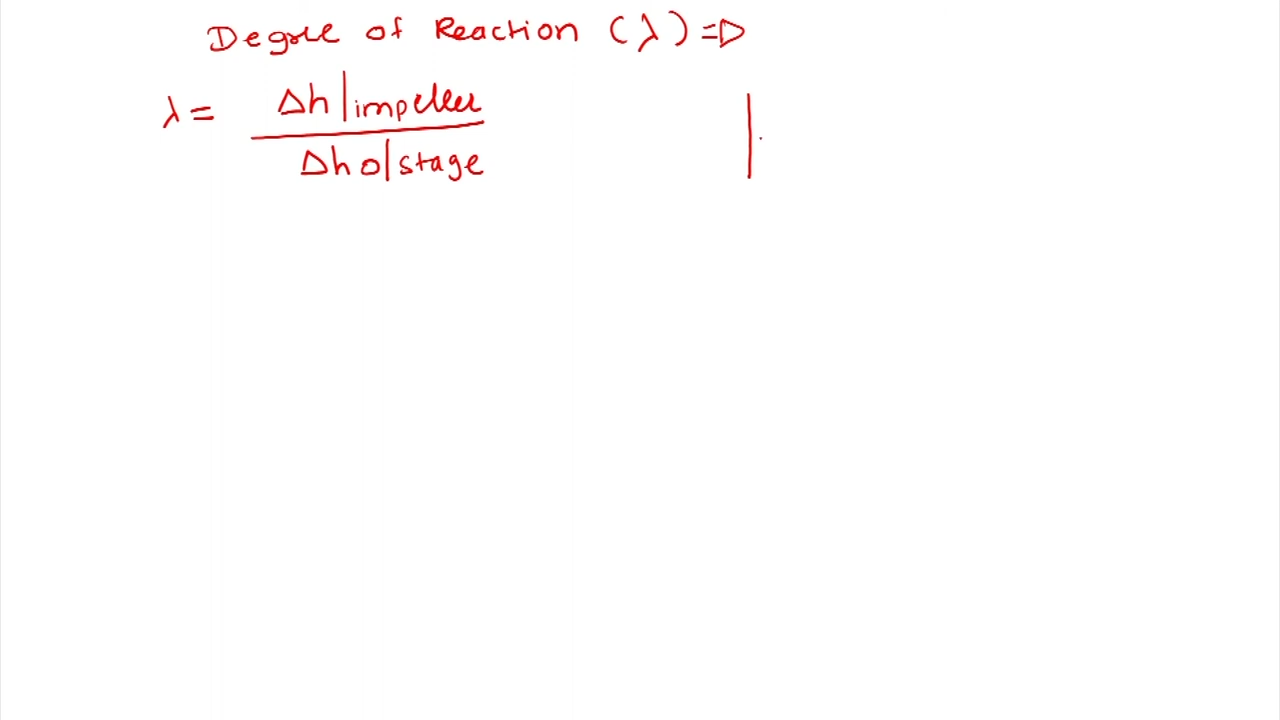 Degree of Reaction (λ) ⇒
λ = Δh|impeller
Δho|stage